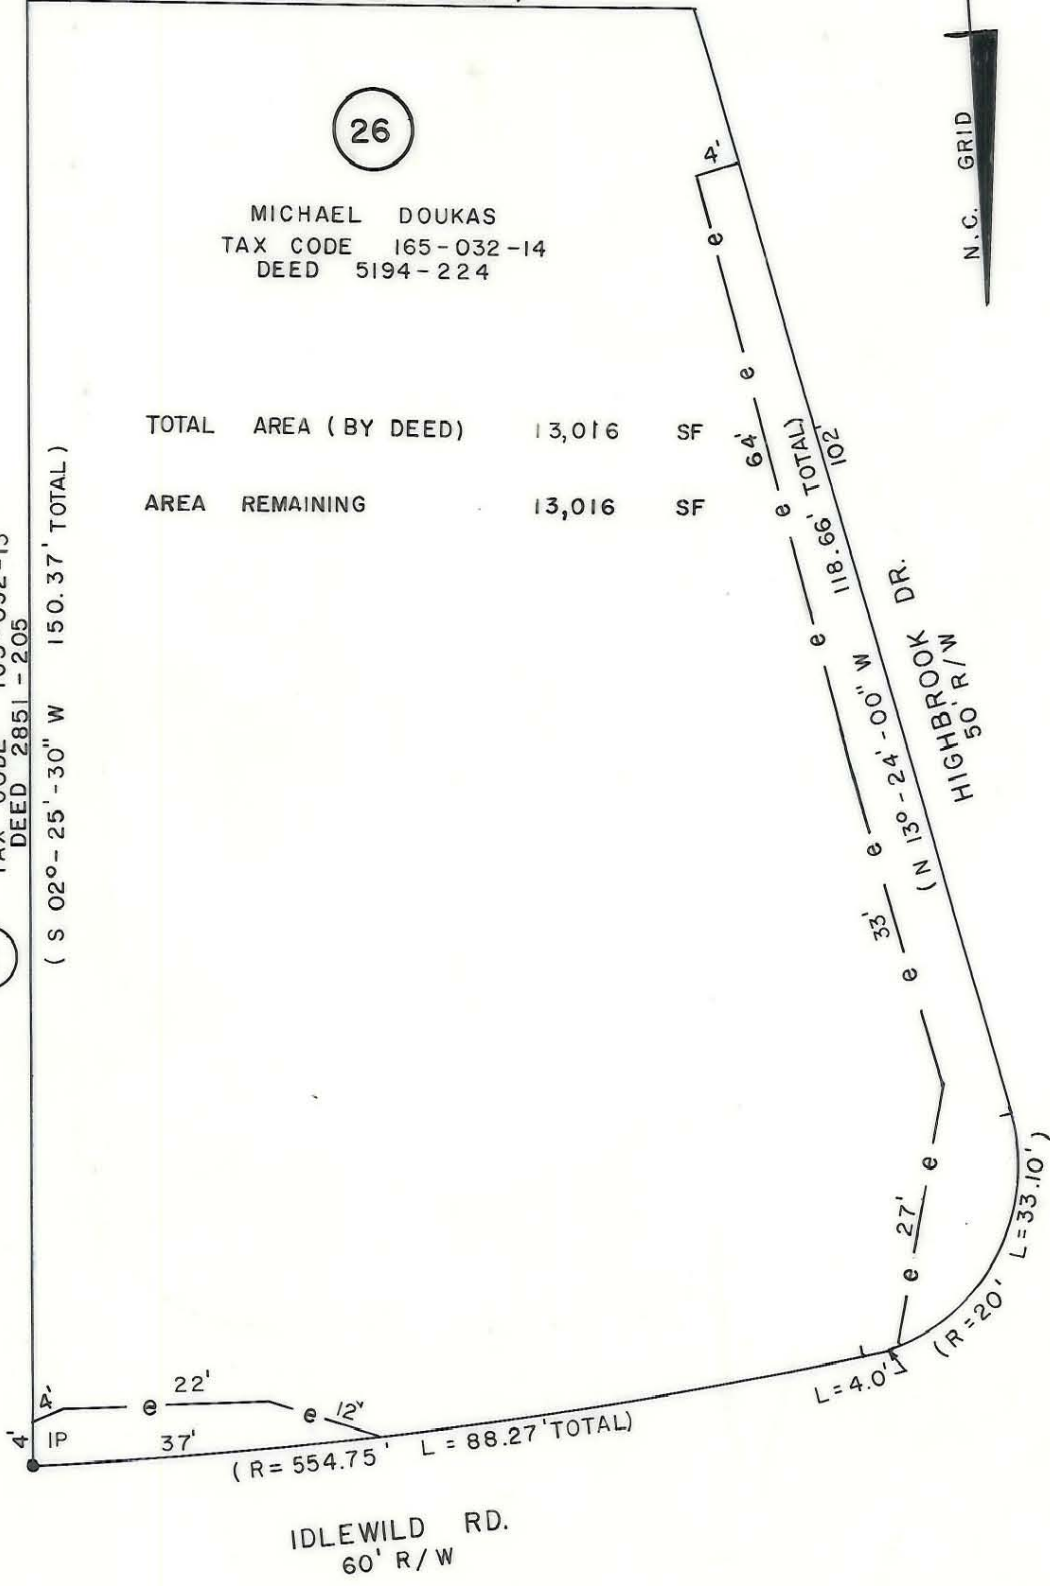 26
MICHAEL DOUKAS
TAX CODE 165-032-14
DEED 5194-224
N.C. GRID
TOTAL AREA (BY DEED) 13,016 SF
AREA REMAINING 13,016 SF
4'
e
e
64'
e
e
e
33'
e
e
27'
e
(N 13°-24'-00" W 118.66' TOTAL)
102'
HIGHBROOK DR.
50' R/W
DEED 2851-205
(S 02°-25'-30" W 150.37' TOTAL)
L=33.10')
(R=20'
L=4.0'
4'
22'
e
e
12'
4'
IP
37'
(R=554.75' L=88.27' TOTAL)
IDLEWILD RD.
60' R/W